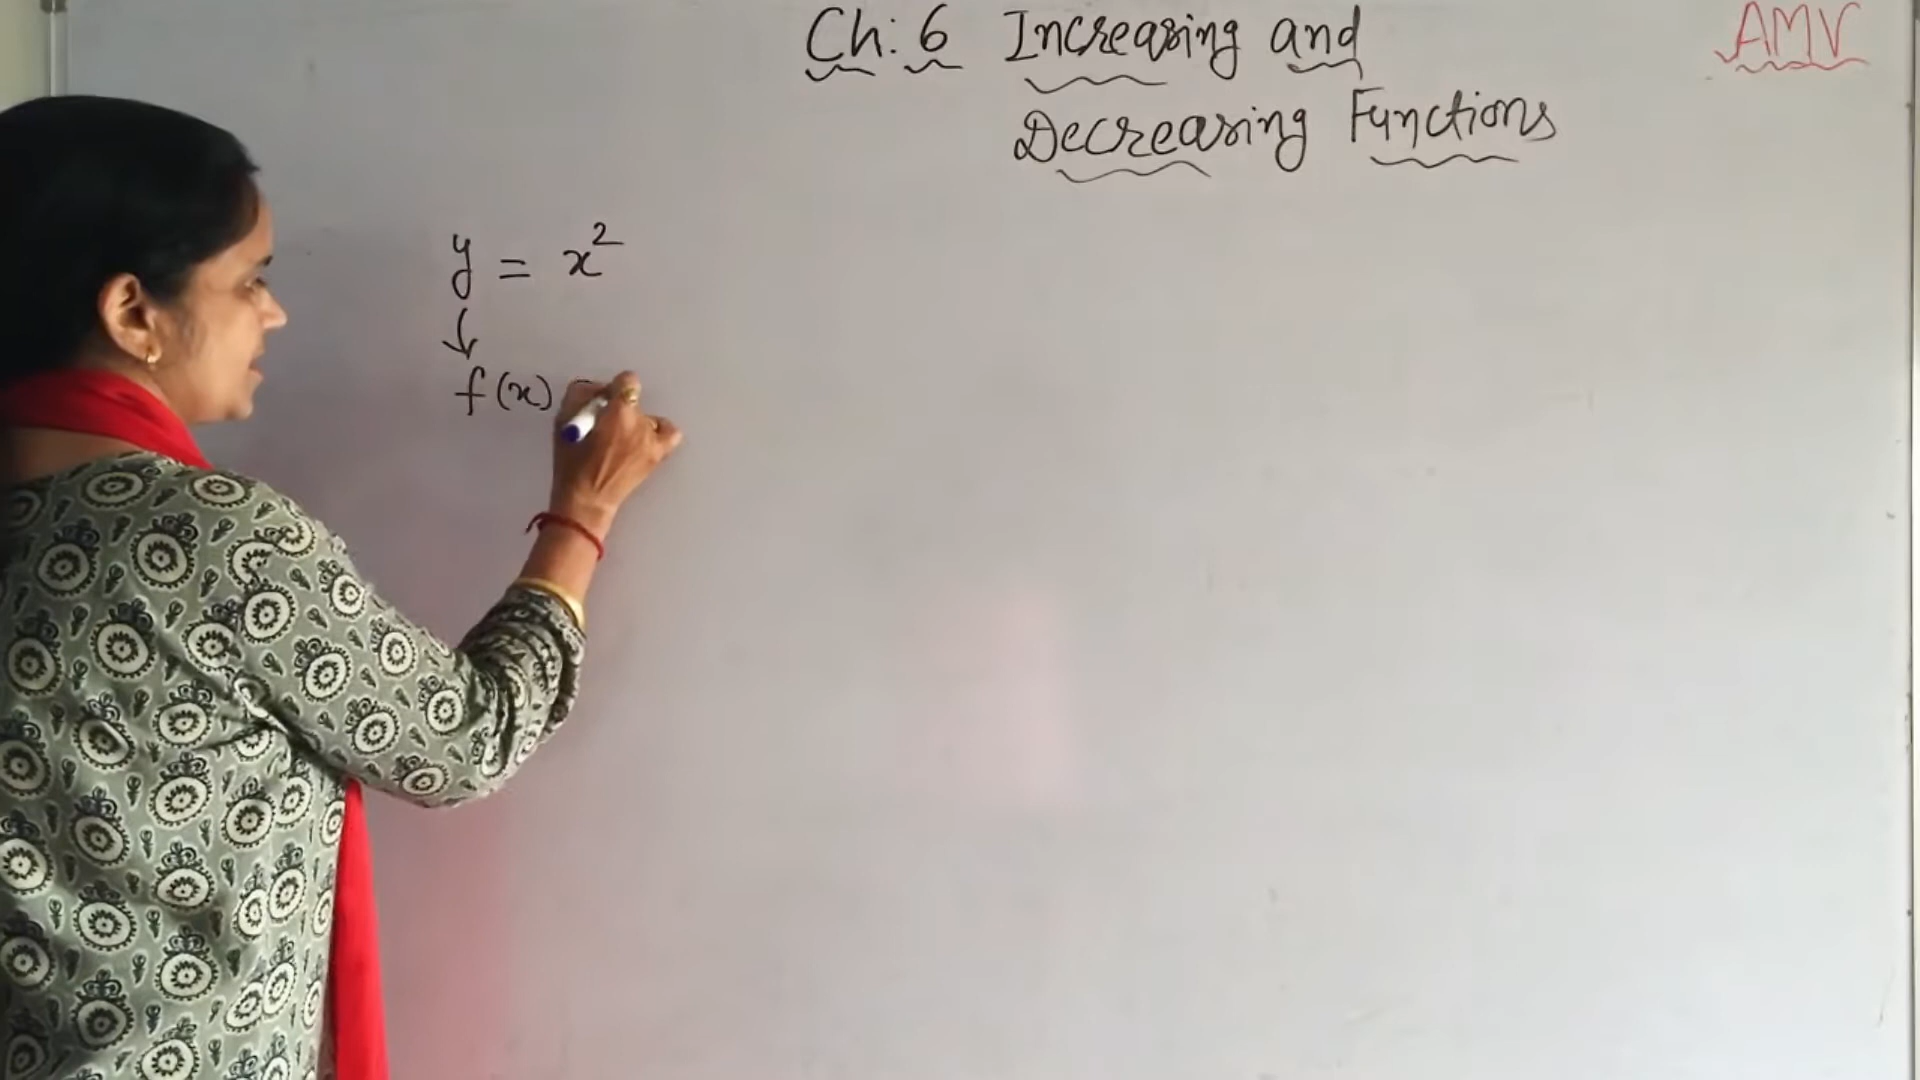 Ch: 6 Increasing and
Decreasing Functions
AMV
y = x²
↓
f(x)